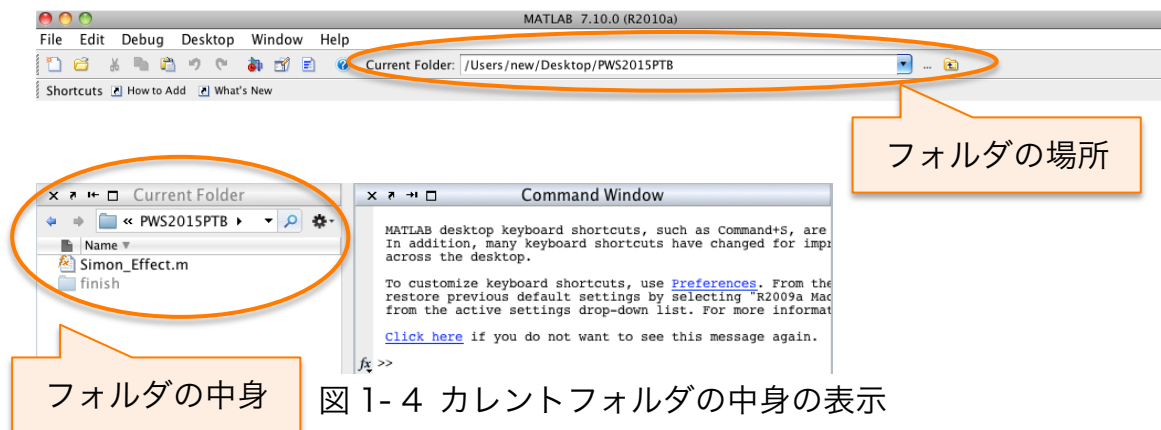 MATLAB 7.10.0 (R2010a)
File Edit Debug Desktop Window Help
Current Folder: /Users/new/Desktop/PWS2015PTB
...
Shortcuts How to Add What's New
フォルダの場所
Current Folder
« PWS2015PTB
Name
Simon_Effect.m
finish
Command Window
MATLAB desktop keyboard shortcuts, such as Command+S, are
In addition, many keyboard shortcuts have changed for
across the desktop.
To customize keyboard shortcuts, use Preferences. From the
restore previous default settings by selecting "R2009a
from the active settings drop-down list. For more
Click here if you do not want to see this message again.
fx >>
フォルダの中身
図 1- 4 カレントフォルダの中身の表示